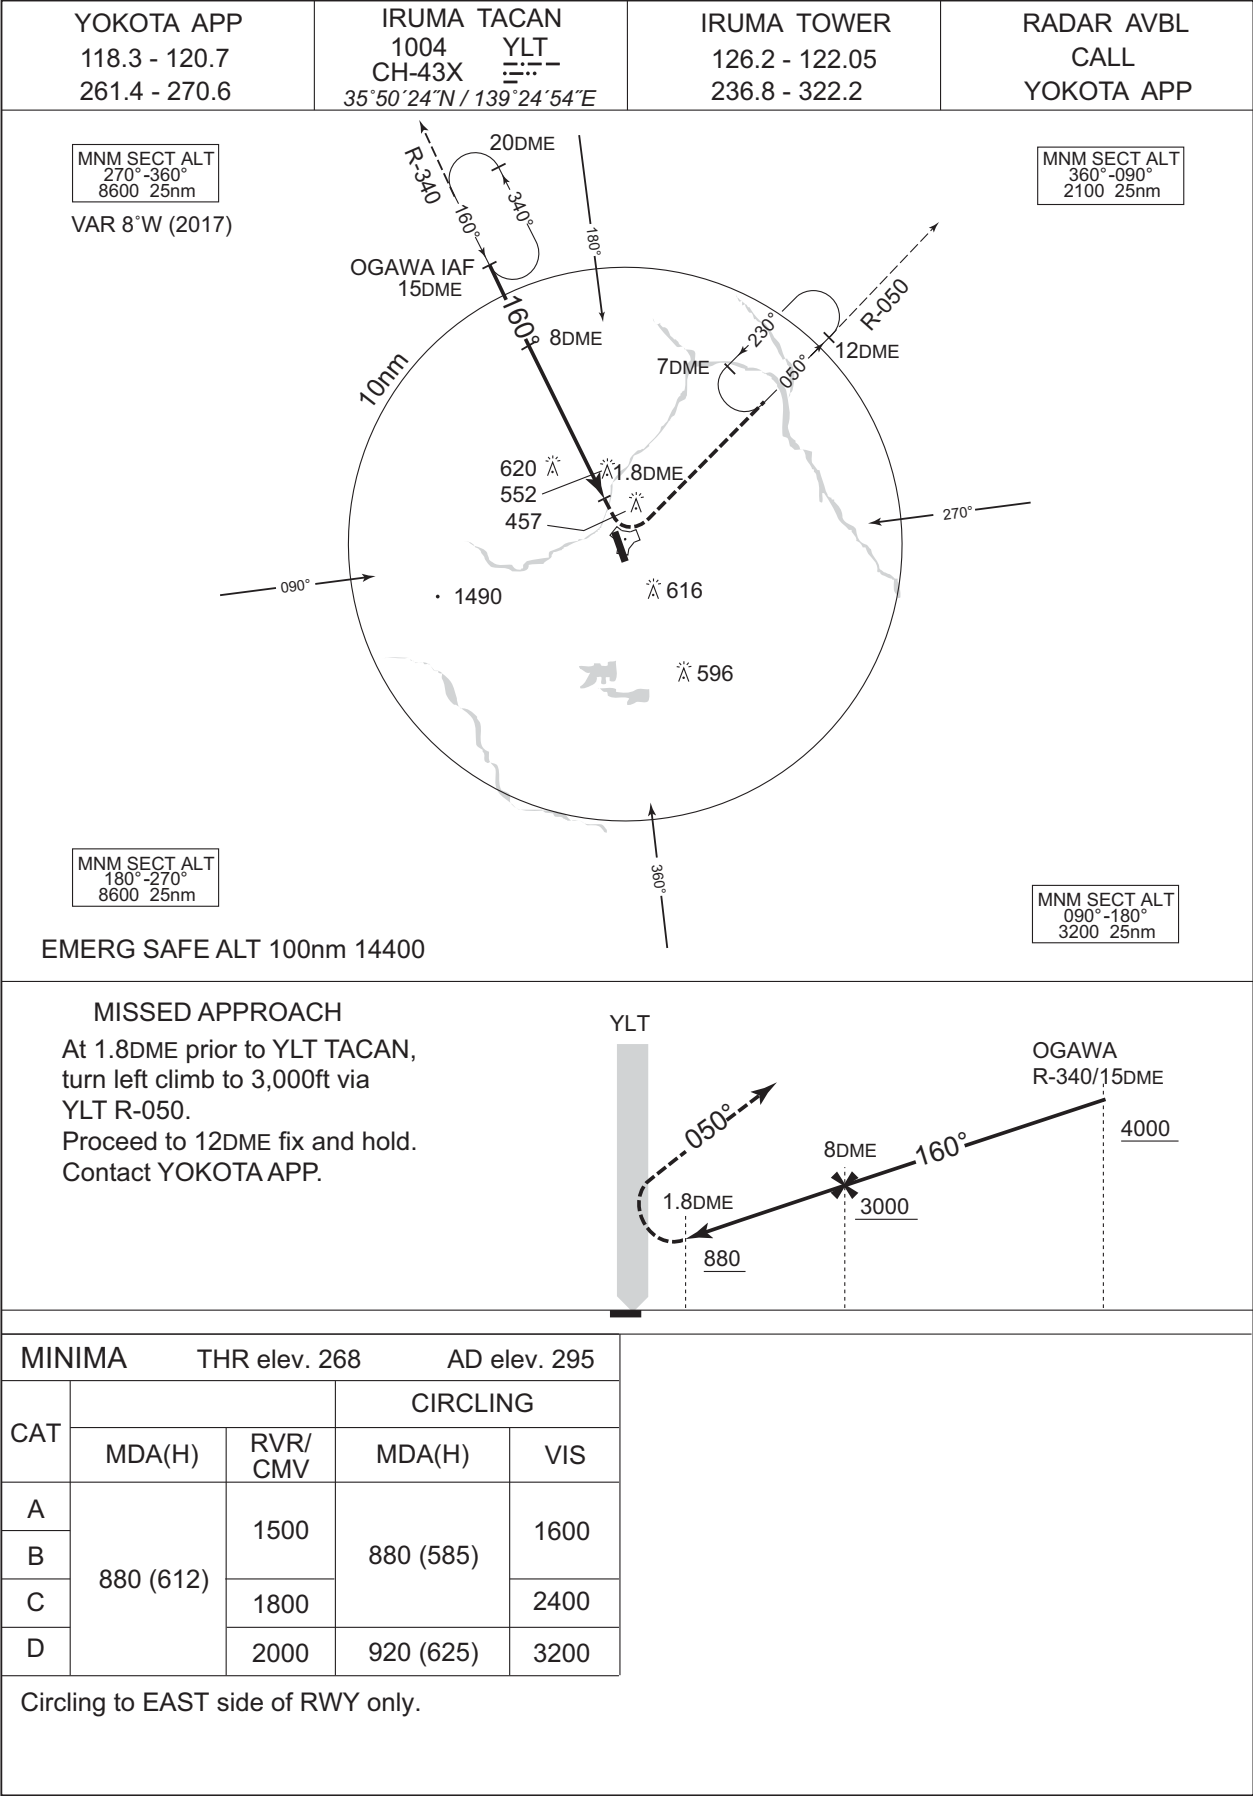 YOKOTA APP
118.3 - 120.7
261.4 - 270.6
IRUMA TACAN
1004 YLT
CH-43X
35˚50´24˝N / 139˚24´54˝E
IRUMA TOWER
126.2 - 122.05
236.8 - 322.2
RADAR AVBL
CALL
YOKOTA APP
MNM SECT ALT
270°-360°
8600 25nm
VAR 8˚W (2017)
MNM SECT ALT
360°-090°
2100 25nm
R-340
20DME
160°
340°
180°
OGAWA IAF
15DME
160°
8DME
10nm
R-050
230°
12DME
7DME
050°
620
1.8DME
552
457
270°
090°
1490
616
596
360°
MNM SECT ALT
180°-270°
8600 25nm
MNM SECT ALT
090°-180°
3200 25nm
EMERG SAFE ALT 100nm 14400
MISSED APPROACH
At 1.8DME prior to YLT TACAN,
turn left climb to 3,000ft via
YLT R-050.
Proceed to 12DME fix and hold.
Contact YOKOTA APP.
YLT
OGAWA
R-340/15DME
4000
050°
8DME
160°
3000
1.8DME
880
MINIMA THR elev. 268 AD elev. 295
CAT
CIRCLING
MDA(H)
RVR/
CMV
MDA(H)
VIS
A
B
C
D
880 (612)
1500
1800
2000
880 (585)
920 (625)
1600
2400
3200
Circling to EAST side of RWY only.